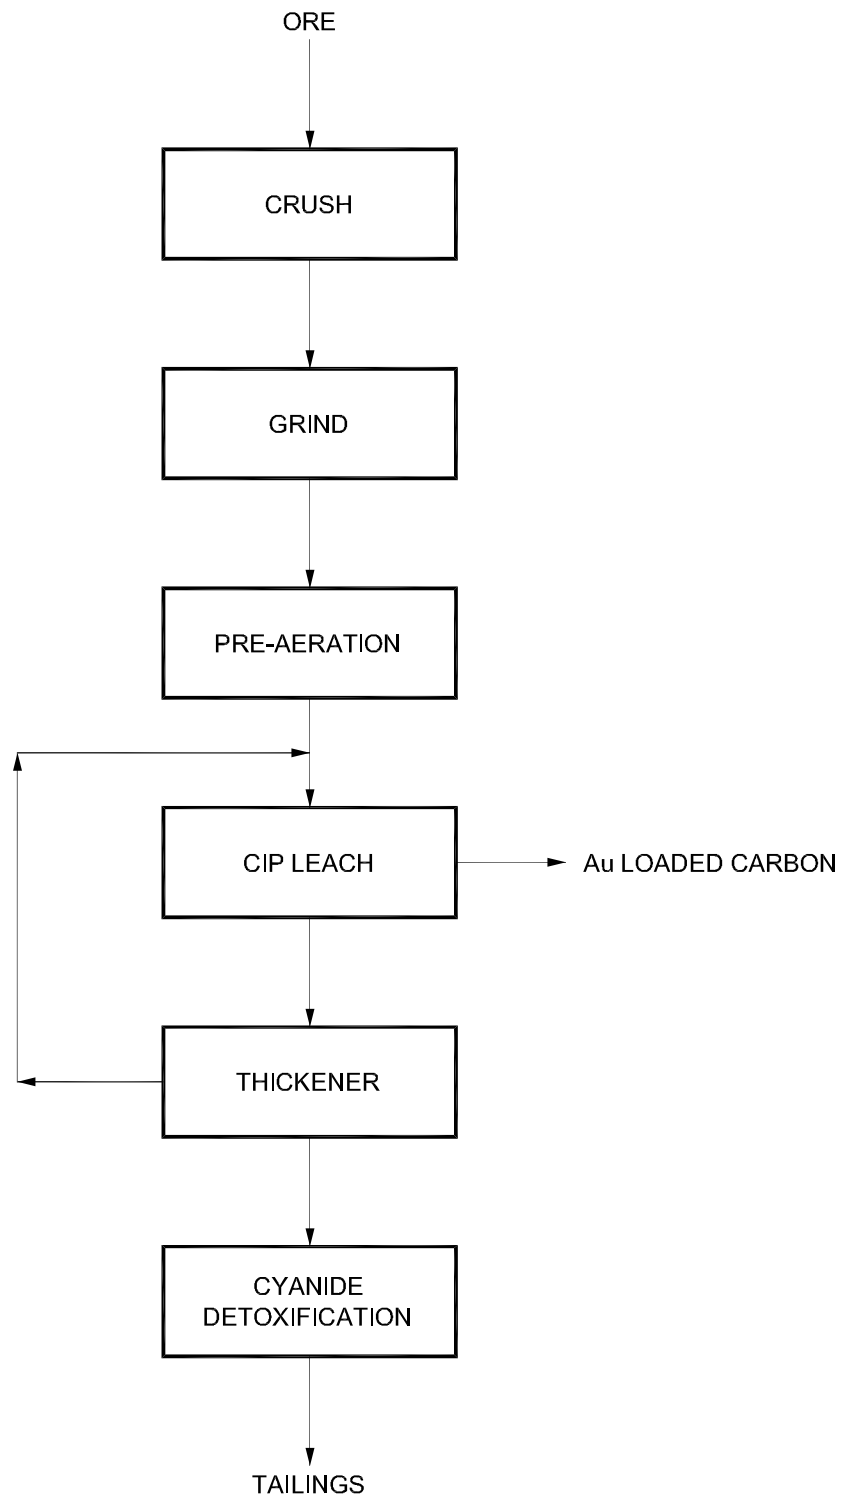 ORE
CRUSH
GRIND
PRE-AERATION
CIP LEACH
Au LOADED CARBON
THICKENER
CYANIDE
DETOXIFICATION
TAILINGS